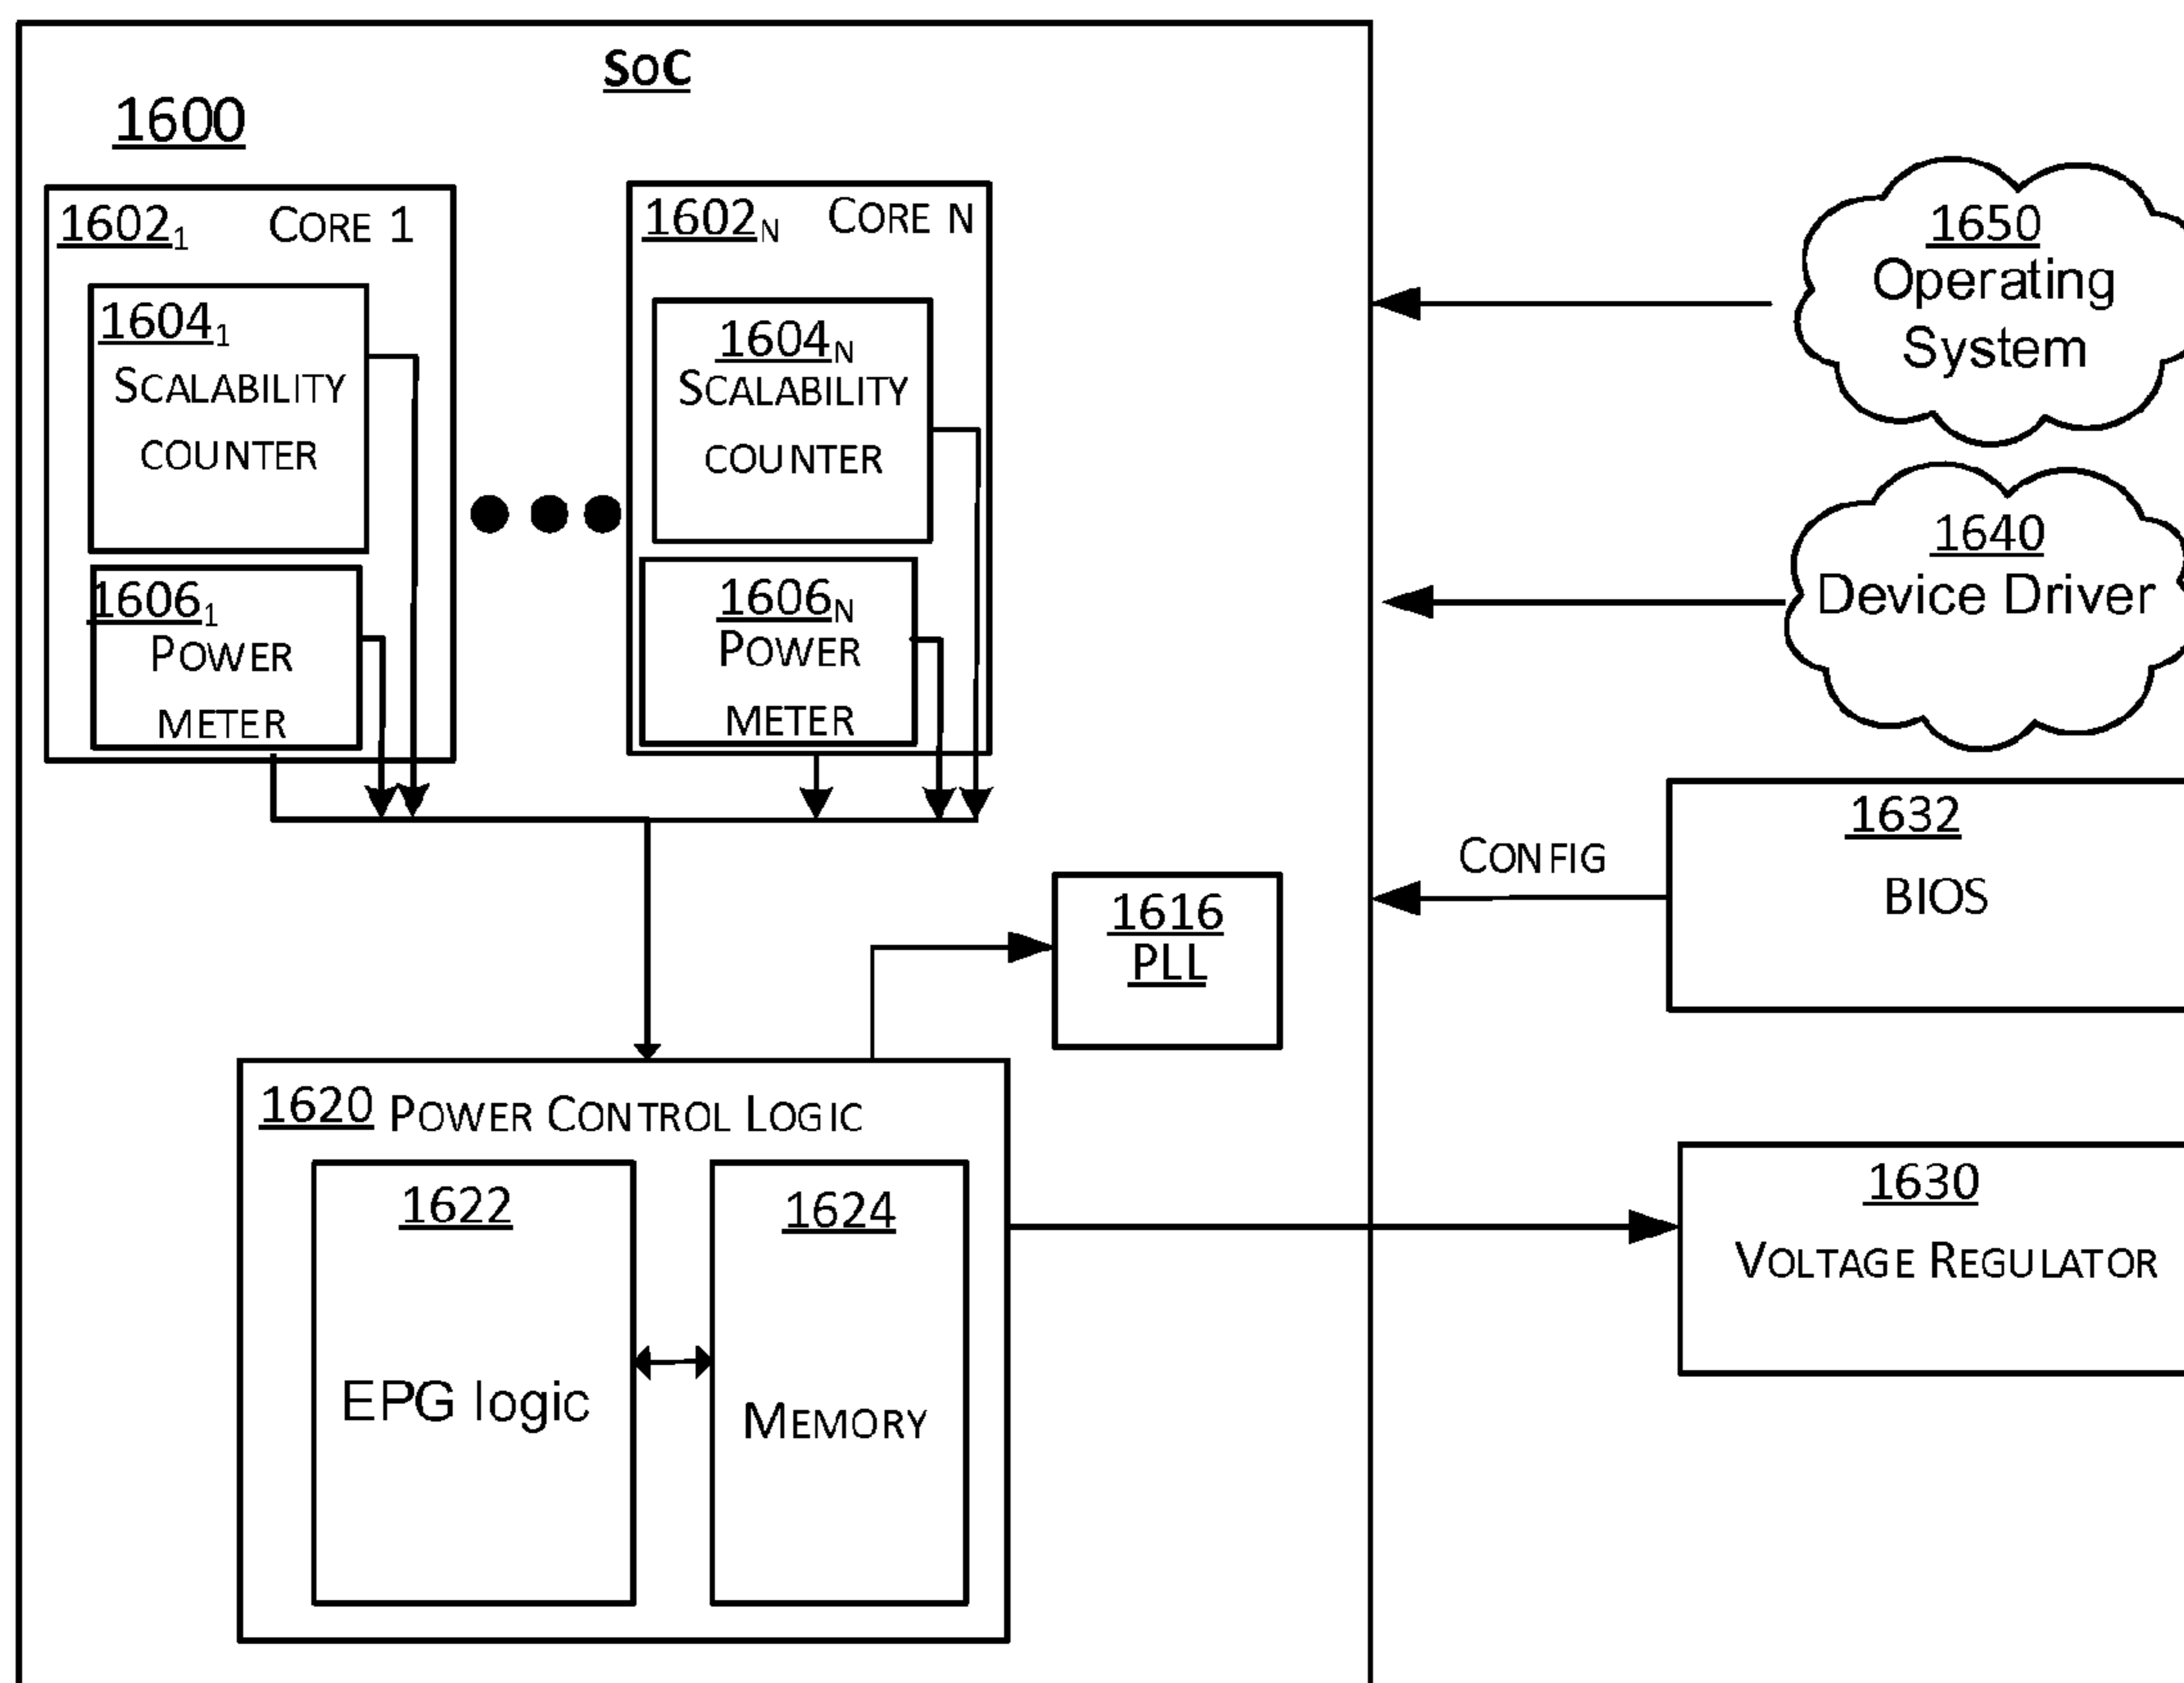 SoC
1600
1602₁ CORE 1
1604₁
SCALABILITY
COUNTER
1606₁
POWER
METER
1602N CORE N
1604N
SCALABILITY
COUNTER
1606N
POWER
METER
1616
PLL
1620 POWER CONTROL LOGIC
1622
EPG logic
1624
MEMORY
1650
Operating
System
1640
Device Driver
CONFIG
1632
BIOS
1630
VOLTAGE REGULATOR